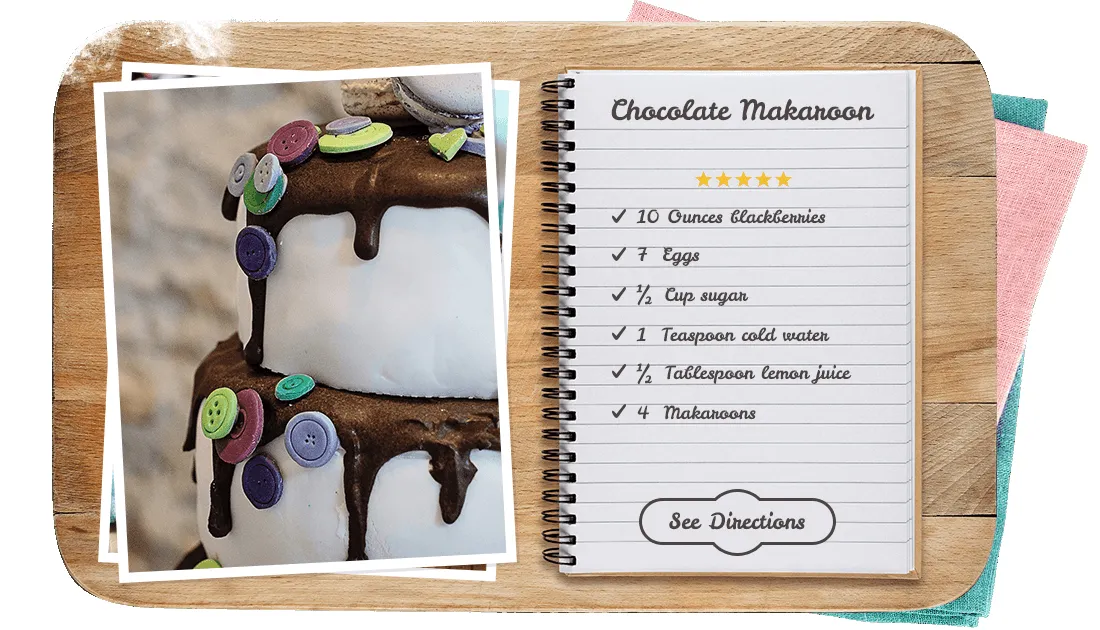 Chocolate Makaroon
✓ 10 Ounces blackberries
✓ 7 Eggs
✓ ½ Cup sugar
✓ 1 Teaspoon cold water
✓ ½ Tablespoon lemon juice
✓ 4 Makaroons
See Directions